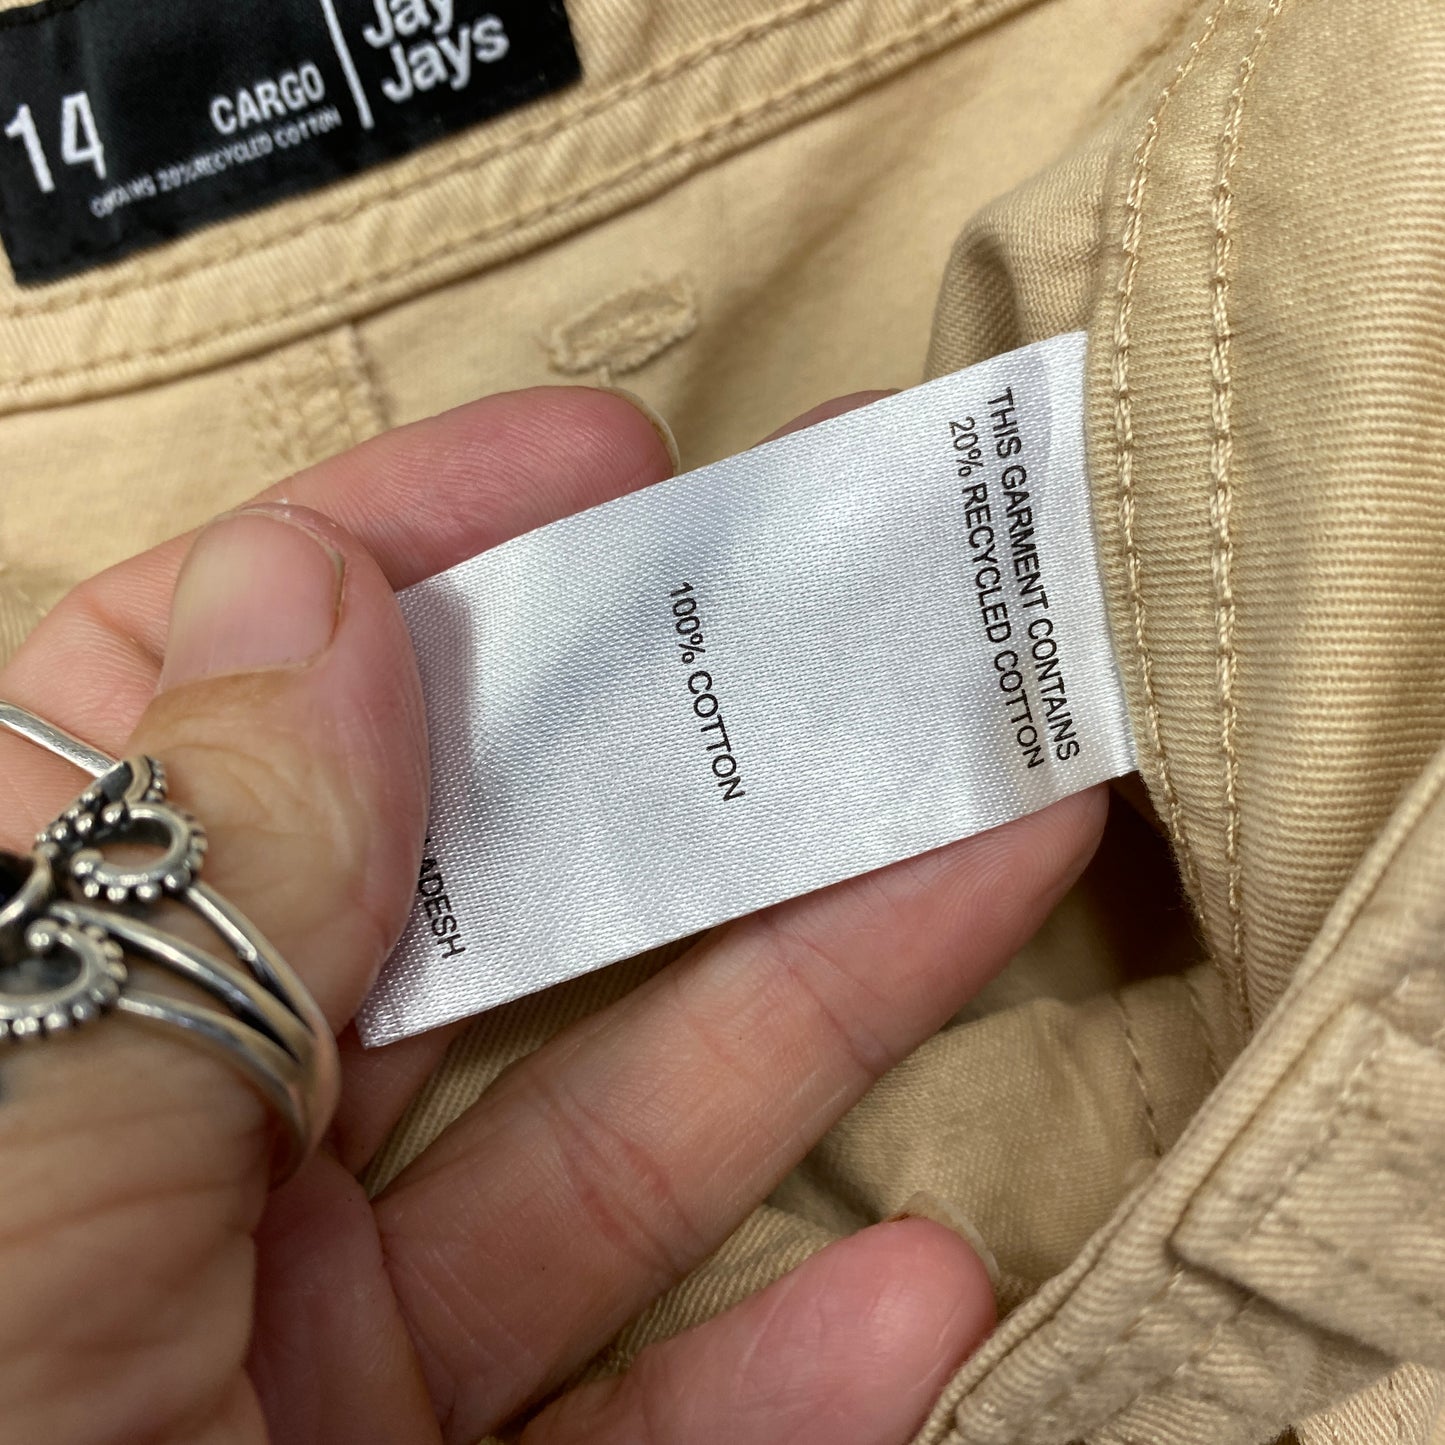 14
CARGO
CONTAINS 20% RECYCLED COTTON
Jay
Jays
THIS GARMENT CONTAINS
20% RECYCLED COTTON
100% COTTON